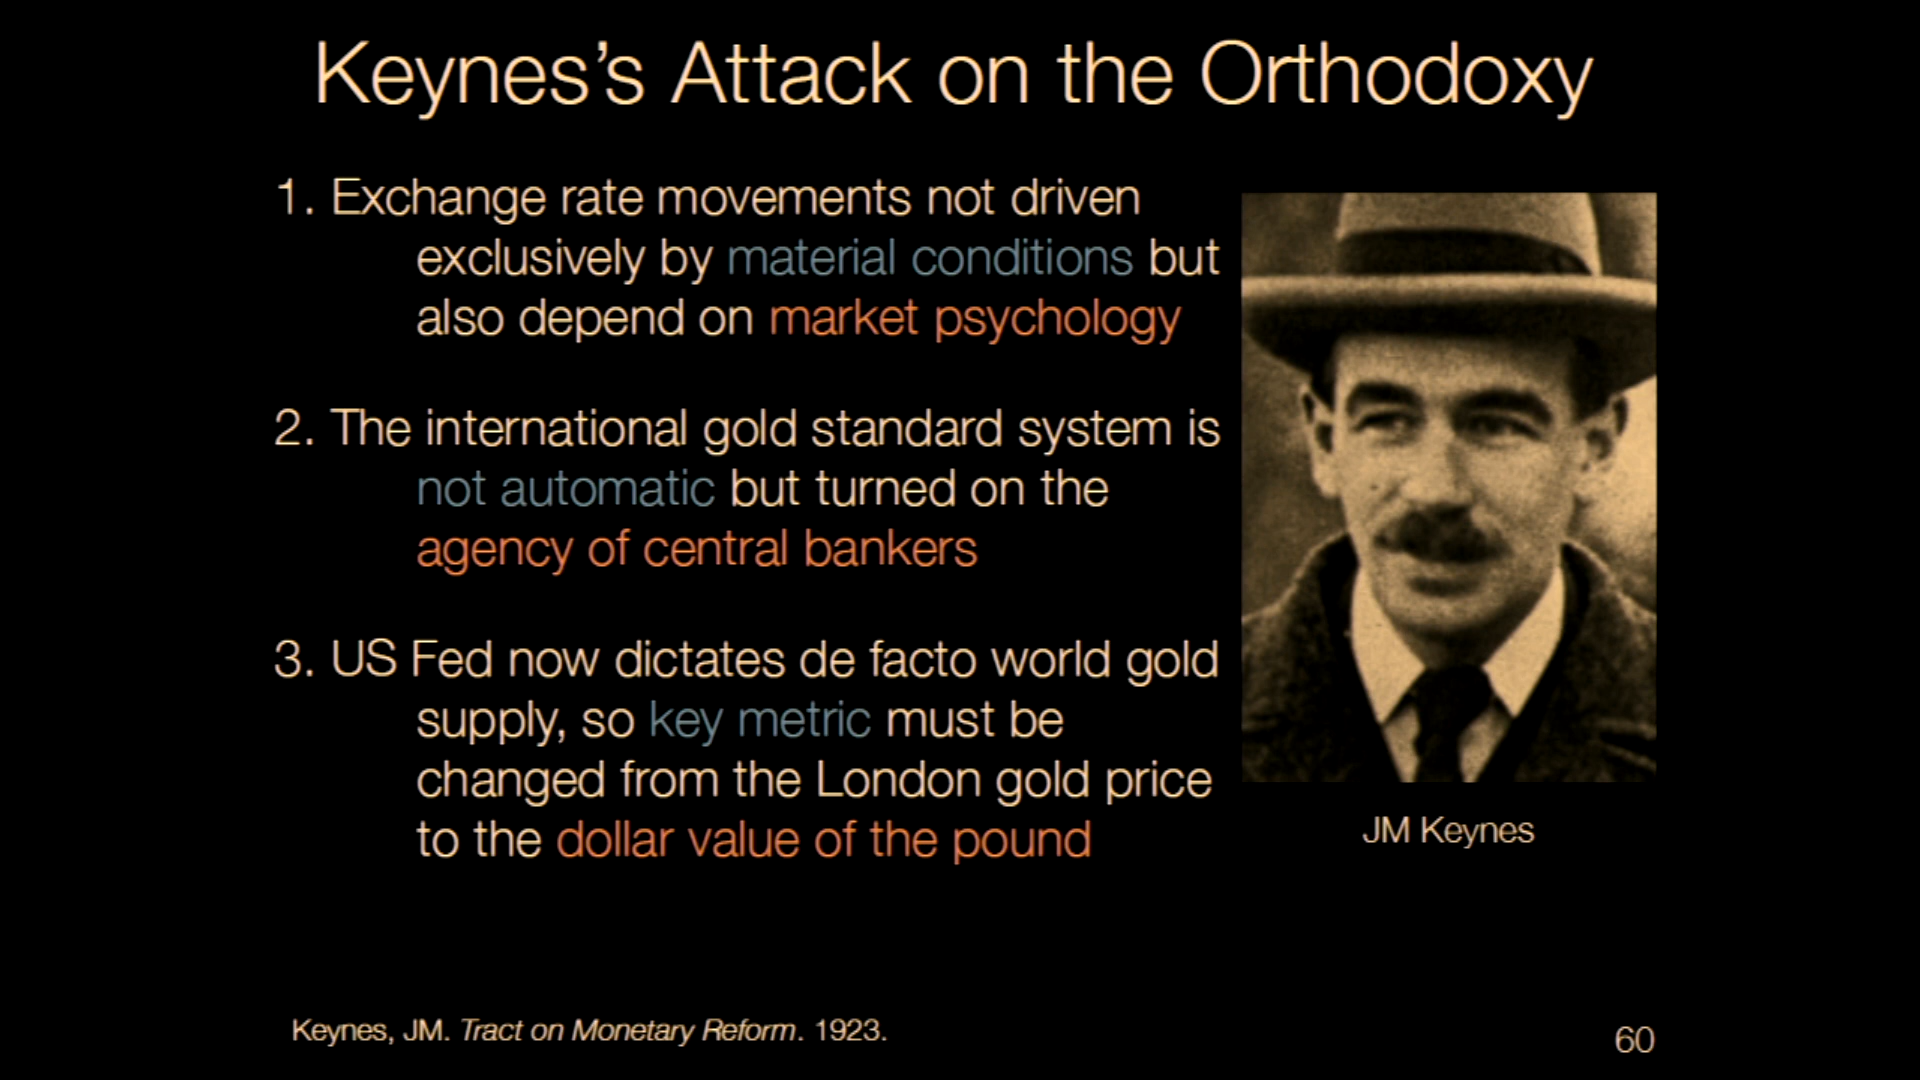 Keynes’s Attack on the Orthodoxy
1. Exchange rate movements not driven
exclusively by material conditions but
also depend on market psychology
2. The international gold standard system is
not automatic but turned on the
agency of central bankers
3. US Fed now dictates de facto world gold
supply, so key metric must be
changed from the London gold price
to the dollar value of the pound
JM Keynes
Keynes, JM. Tract on Monetary Reform. 1923.
60